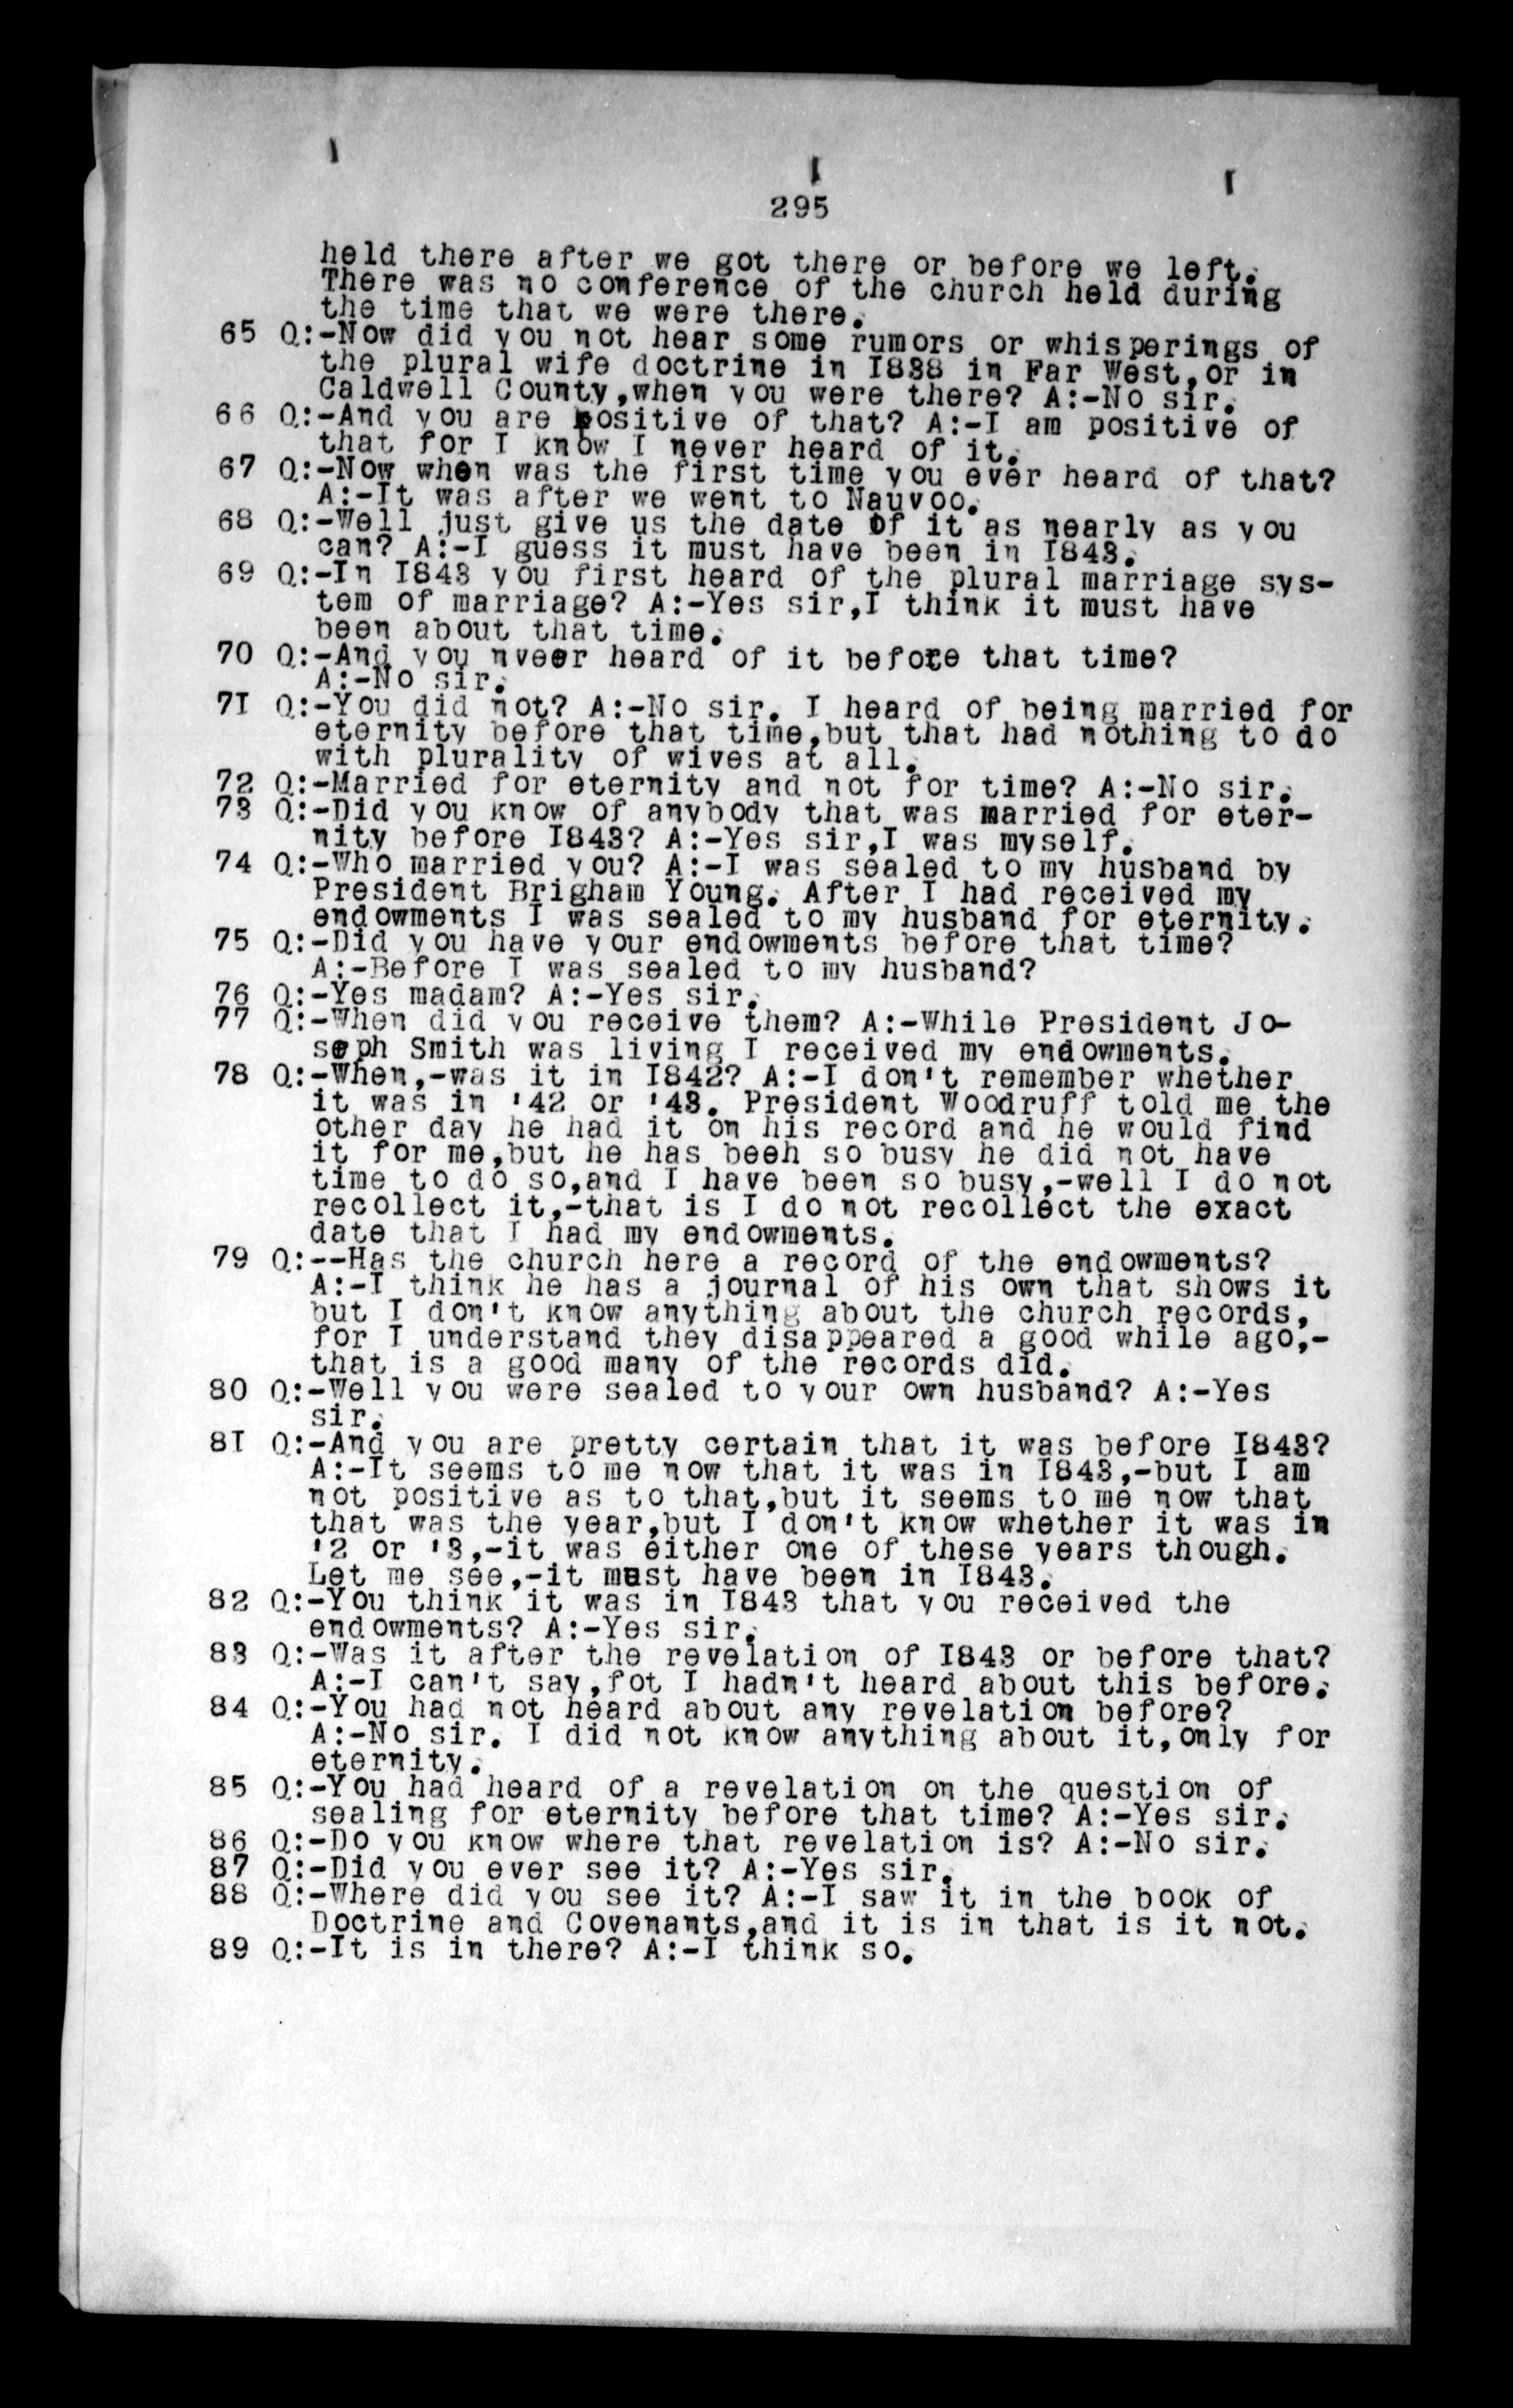 295
held there after we got there or before we left.
There was no conference of the church held during
the time that we were there.
65 Q:-Now did you not hear some rumors or whisperings of
the plural wife doctrine in I838 in Far West,or in
Caldwell County,when you were there? A:-No sir.
66 Q:-And you are positive of that? A:-I am positive of
that for I know I never heard of it.
67 Q:-Now when was the first time you ever heard of that?
A:-It was after we went to Nauvoo.
68 Q:-Well just give us the date of it as nearly as you
can? A:-I guess it must have been in I843.
69 Q:-In I843 you first heard of the plural marriage sys-
tem of marriage? A:-Yes sir,I think it must have
been about that time.
70 Q:-And you nveer heard of it before that time?
A:-No sir.
7I Q:-You did not? A:-No sir. I heard of being married for
eternity before that time,but that had nothing to do
with plurality of wives at all.
72 Q:-Married for eternity and not for time? A:-No sir.
73 Q:-Did you know of anybody that was married for eter-
nity before I843? A:-Yes sir,I was myself.
74 Q:-Who married you? A:-I was sealed to my husband by
President Brigham Young. After I had received my
endowments I was sealed to my husband for eternity.
75 Q:-Did you have your endowments before that time?
A:-Before I was sealed to my husband?
76 Q:-Yes madam? A:-Yes sir.
77 Q:-When did you receive them? A:-While President Jo-
seph Smith was living I received my endowments.
78 Q:-When,-was it in I842? A:-I don't remember whether
it was in '42 or '43. President Woodruff told me the
other day he had it on his record and he would find
it for me,but he has beeh so busy he did not have
time to do so,and I have been so busy,-well I do not
recollect it,-that is I do not recollect the exact
date that I had my endowments.
79 Q:--Has the church here a record of the endowments?
A:-I think he has a journal of his own that shows it
but I don't know anything about the church records,
for I understand they disappeared a good while ago,-
that is a good many of the records did.
80 Q:-Well you were sealed to your own husband? A:-Yes
sir.
8I Q:-And you are pretty certain that it was before I843?
A:-It seems to me now that it was in I843,-but I am
not positive as to that,but it seems to me now that
that was the year,but I don't know whether it was in
'2 or '3,-it was either one of these years though.
Let me see,-it must have been in I843.
82 Q:-You think it was in I843 that you received the
endowments? A:-Yes sir.
83 Q:-Was it after the revelation of I843 or before that?
A:-I can't say,fot I hadn't heard about this before.
84 Q:-You had not heard about any revelation before?
A:-No sir. I did not know anything about it,only for
eternity.
85 Q:-You had heard of a revelation on the question of
sealing for eternity before that time? A:-Yes sir.
86 Q:-Do you know where that revelation is? A:-No sir.
87 Q:-Did you ever see it? A:-Yes sir.
88 Q:-Where did you see it? A:-I saw it in the book of
Doctrine and Covenants,and it is in that is it not.
89 Q:-It is in there? A:-I think so.